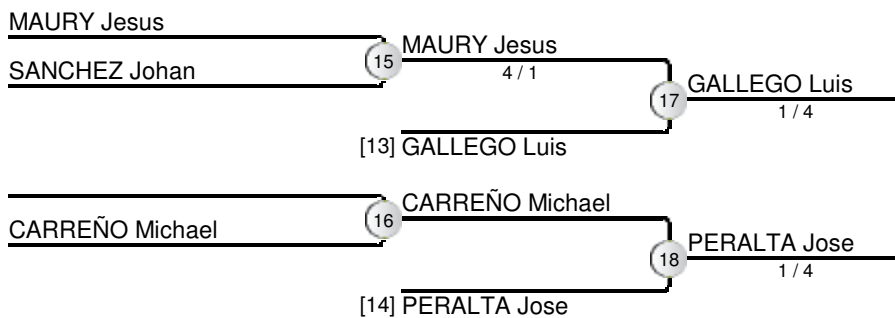 MAURY Jesus
SANCHEZ Johan
15
MAURY Jesus
4 / 1
17
GALLEGO Luis
1 / 4
[13] GALLEGO Luis
CARREÑO Michael
16
CARREÑO Michael
18
PERALTA Jose
1 / 4
[14] PERALTA Jose